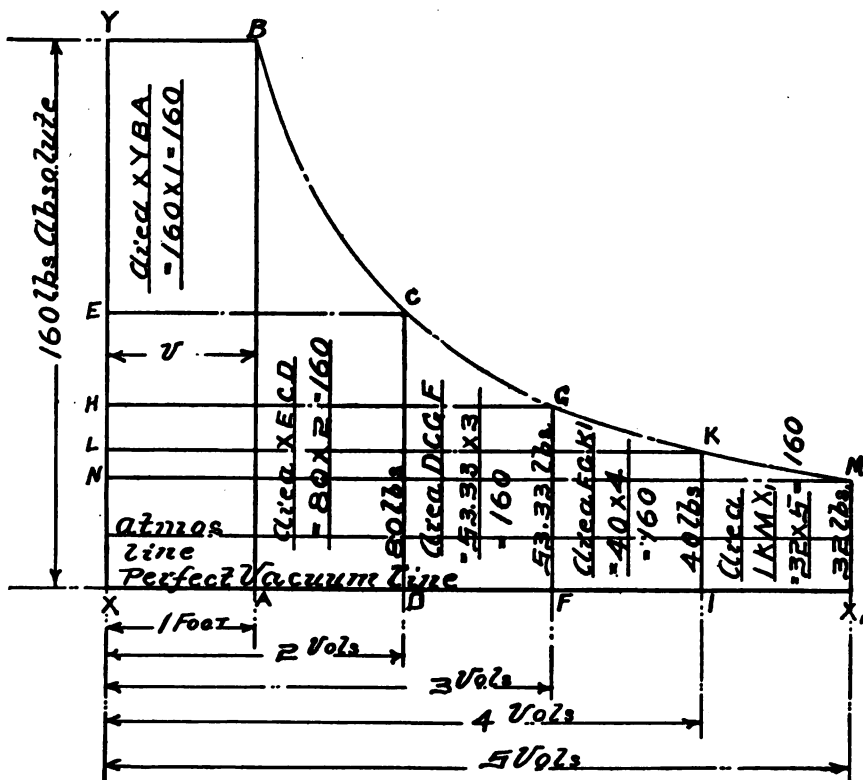 Y
B
160 lbs Absolute
Area XYBA
= 160 X 1 = 160
E
C
v
H
G
L
K
N
M
Area XECD
= 80 X 2 = 160
80 lbs
Area DCGF
= 53.33 X 3
= 160
53.33 lbs.
Area FGKI
= 40 X 4
= 160
40 lbs
Area
IKMX,
= 32 X 5 = 160
32 lbs.
Atmos
line
Perfect Vacuum Line
X
A
D
F
I
X,
1 Foot
2 Vols
3 Vols
4 Vols
5 Vols